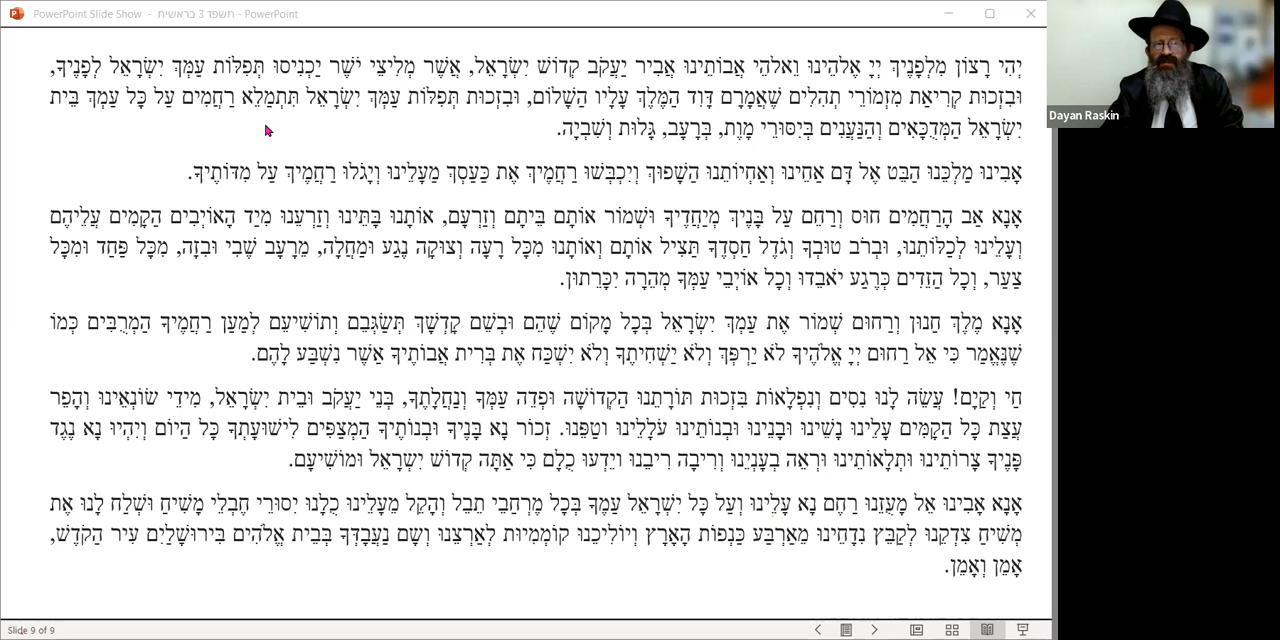 PowerPoint Slide Show - תשפד 3 בראשית - PowerPoint
יְהִי רָצוֹן מִלְפָנֶיךָ יְיָ אֱלֹהֵינוּ וֵאלֹהֵי אֲבוֹתֵינוּ אֲבִיר יַעֲקֹב קְדוֹשׁ יִשְׂרָאֵל, אֲשֶׁר מְלִיצֵי יֹשֶׁר יַכְנִיסוּ תְּפִלּוֹת עַמְּךָ יִשְׂרָאֵל לְפָנֶיךָ,
וּבִזְכוּת קְרִיאַת מִזְמוֹרֵי תְהִלִּים שֶׁאֲמָרָם דָּוִד הַמֶּלֶךְ עָלָיו הַשָּׁלוֹם, וּבִזְכוּת תְּפִלּוֹת עַמְּךָ יִשְׂרָאֵל תִּתְמַלֵּא רַחֲמִים עַל כָּל עַמְּךָ בֵּית
יִשְׂרָאֵל הַמְּדֻכָּאִים וְהַנַּעֲנִים בְּיִסּוּרֵי מָוֶת, בְּרָעָב, גָּלוּת וְשִׁבְיָה.
אָבִינוּ מַלְכֵּנוּ הַבֵּט אֶל דָּם אַחֵינוּ וְאַחְיוֹתֵנוּ הַשָּׁפוּךְ וְיִכְבְּשׁוּ רַחֲמֶיךָ אֶת כַּעַסְךָ מֵעָלֵינוּ וְיָגֹלוּ רַחֲמֶיךָ עַל מִדּוֹתֶיךָ.
אָנָּא אַב הָרַחֲמִים חוּס וְרַחֵם עַל בָּנֶיךָ מְיַחֲדֶיךָ וּשְׁמוֹר אוֹתָם בֵּיתָם וְזַרְעָם, אוֹתָנוּ בָּתֵּינוּ וְזַרְעֵנוּ מִיַד הָאוֹיְבִים הַקָּמִים עֲלֵיהֶם
וְעָלֵינוּ לְכַלּוֹתֵנוּ, וּבְרֹב טוּבְךָ וְגֹדֶל חַסְדֶּךָ תַּצִּיל אוֹתָם וְאוֹתָנוּ מִכָּל רָעָה וְצוּקָה נֶגַע וּמַחֲלָה, מֵרָעָב שֶׁבִי וּבִזָה, מִכָּל פַּחַד וּמִכָּל
צַעַר, וְכָל הַזֵּדִים כְּרֶגַע יֹאבֵדוּ וְכָל אוֹיְבֵי עַמְּךָ מְהֵרָה יִכָּרֵתוּן.
אָנָּא מֶלֶךְ חַנּוּן וְרַחוּם שְׁמוֹר אֶת עַמְּךָ יִשְׂרָאֵל בְּכָל מָקוֹם שֶׁהֵם וּבְשֵׁם קָדְשְׁךָ תְּשַׂגְּבֵם וְתוֹשִׁיעֵם לְמַעַן רַחֲמֶיךָ הַמְרֻבִּים כְּמוֹ
שֶׁנֶּאֱמַר כִּי אֵל רַחוּם יְיָ אֱלֹהֶיךָ לֹא יַרְפְּךָ וְלֹא יַשְׁחִיתֶךָ וְלֹא יִשְׁכַּח אֶת בְּרִית אֲבוֹתֶיךָ אֲשֶׁר נִשְׁבַּע לָהֶם.
חַי וְקַיָּם! עֲשֵׂה לָנוּ נִסִּים וְנִפְלָאוֹת בִּזְכוּת תּוֹרָתֵנוּ הַקְּדוֹשָׁה וּפְדֵה עַמְּךָ וְנַחֲלָתֶךָ, בְּנֵי יַעֲקֹב וּבֵית יִשְׂרָאֵל, מִידֵי שׂוֹנְאֵינוּ וְהָפֵר
עֲצַת כָּל הַקָּמִים עָלֵינוּ נָשֵׁינוּ וּבָנֵינוּ וּבְנוֹתֵינוּ עֹלָלֵינוּ וְטַפֵּנוּ. זְכוֹר נָא בָּנֶיךָ וּבְנוֹתֶיךָ הַמְצַפִּים לִישׁוּעָתְךָ כָּל הַיּוֹם וְיִהְיוּ נָא נֶגֶד
פָּנֶיךָ צָרוֹתֵינוּ וּתְלָאוֹתֵינוּ וּרְאֵה בְעָנְיֵנוּ וְרִיבָה רִיבֵנוּ וְיֵדְעוּ כֻלָּם כִּי אַתָּה קְדוֹשׁ יִשְׂרָאֵל וּמוֹשִׁיעָם.
אָנָּא אָבִינוּ אֵל מָעֻזֵּנוּ רַחֵם נָא עָלֵינוּ וְעַל כָּל יִשְׂרָאֵל עַמֶּךָ בְּכָל מֶרְחֲבֵי תֵבֵל וְהָקֵל מֵעָלֵינוּ כֻּלָּנוּ יִסּוּרֵי חֶבְלֵי מָשִׁיחַ וּשְׁלַח לָנוּ אֶת
מְשִׁיחַ צִדְקֵנוּ לְקַבֵּץ נִדָּחֵינוּ מֵאַרְבַּע כַּנְפוֹת הָאָרֶץ וְיוֹלִיכֵנוּ קוֹמְמִיּוּת לְאַרְצֵנוּ וְשָׁם נַעֲבָדְךָ בְּבֵית אֱלֹהִים בִּירוּשָׁלַיִם עִיר הַקֹּדֶשׁ,
אָמֵן וְאָמֵן.
Dayan Raskin
Slide 9 of 9